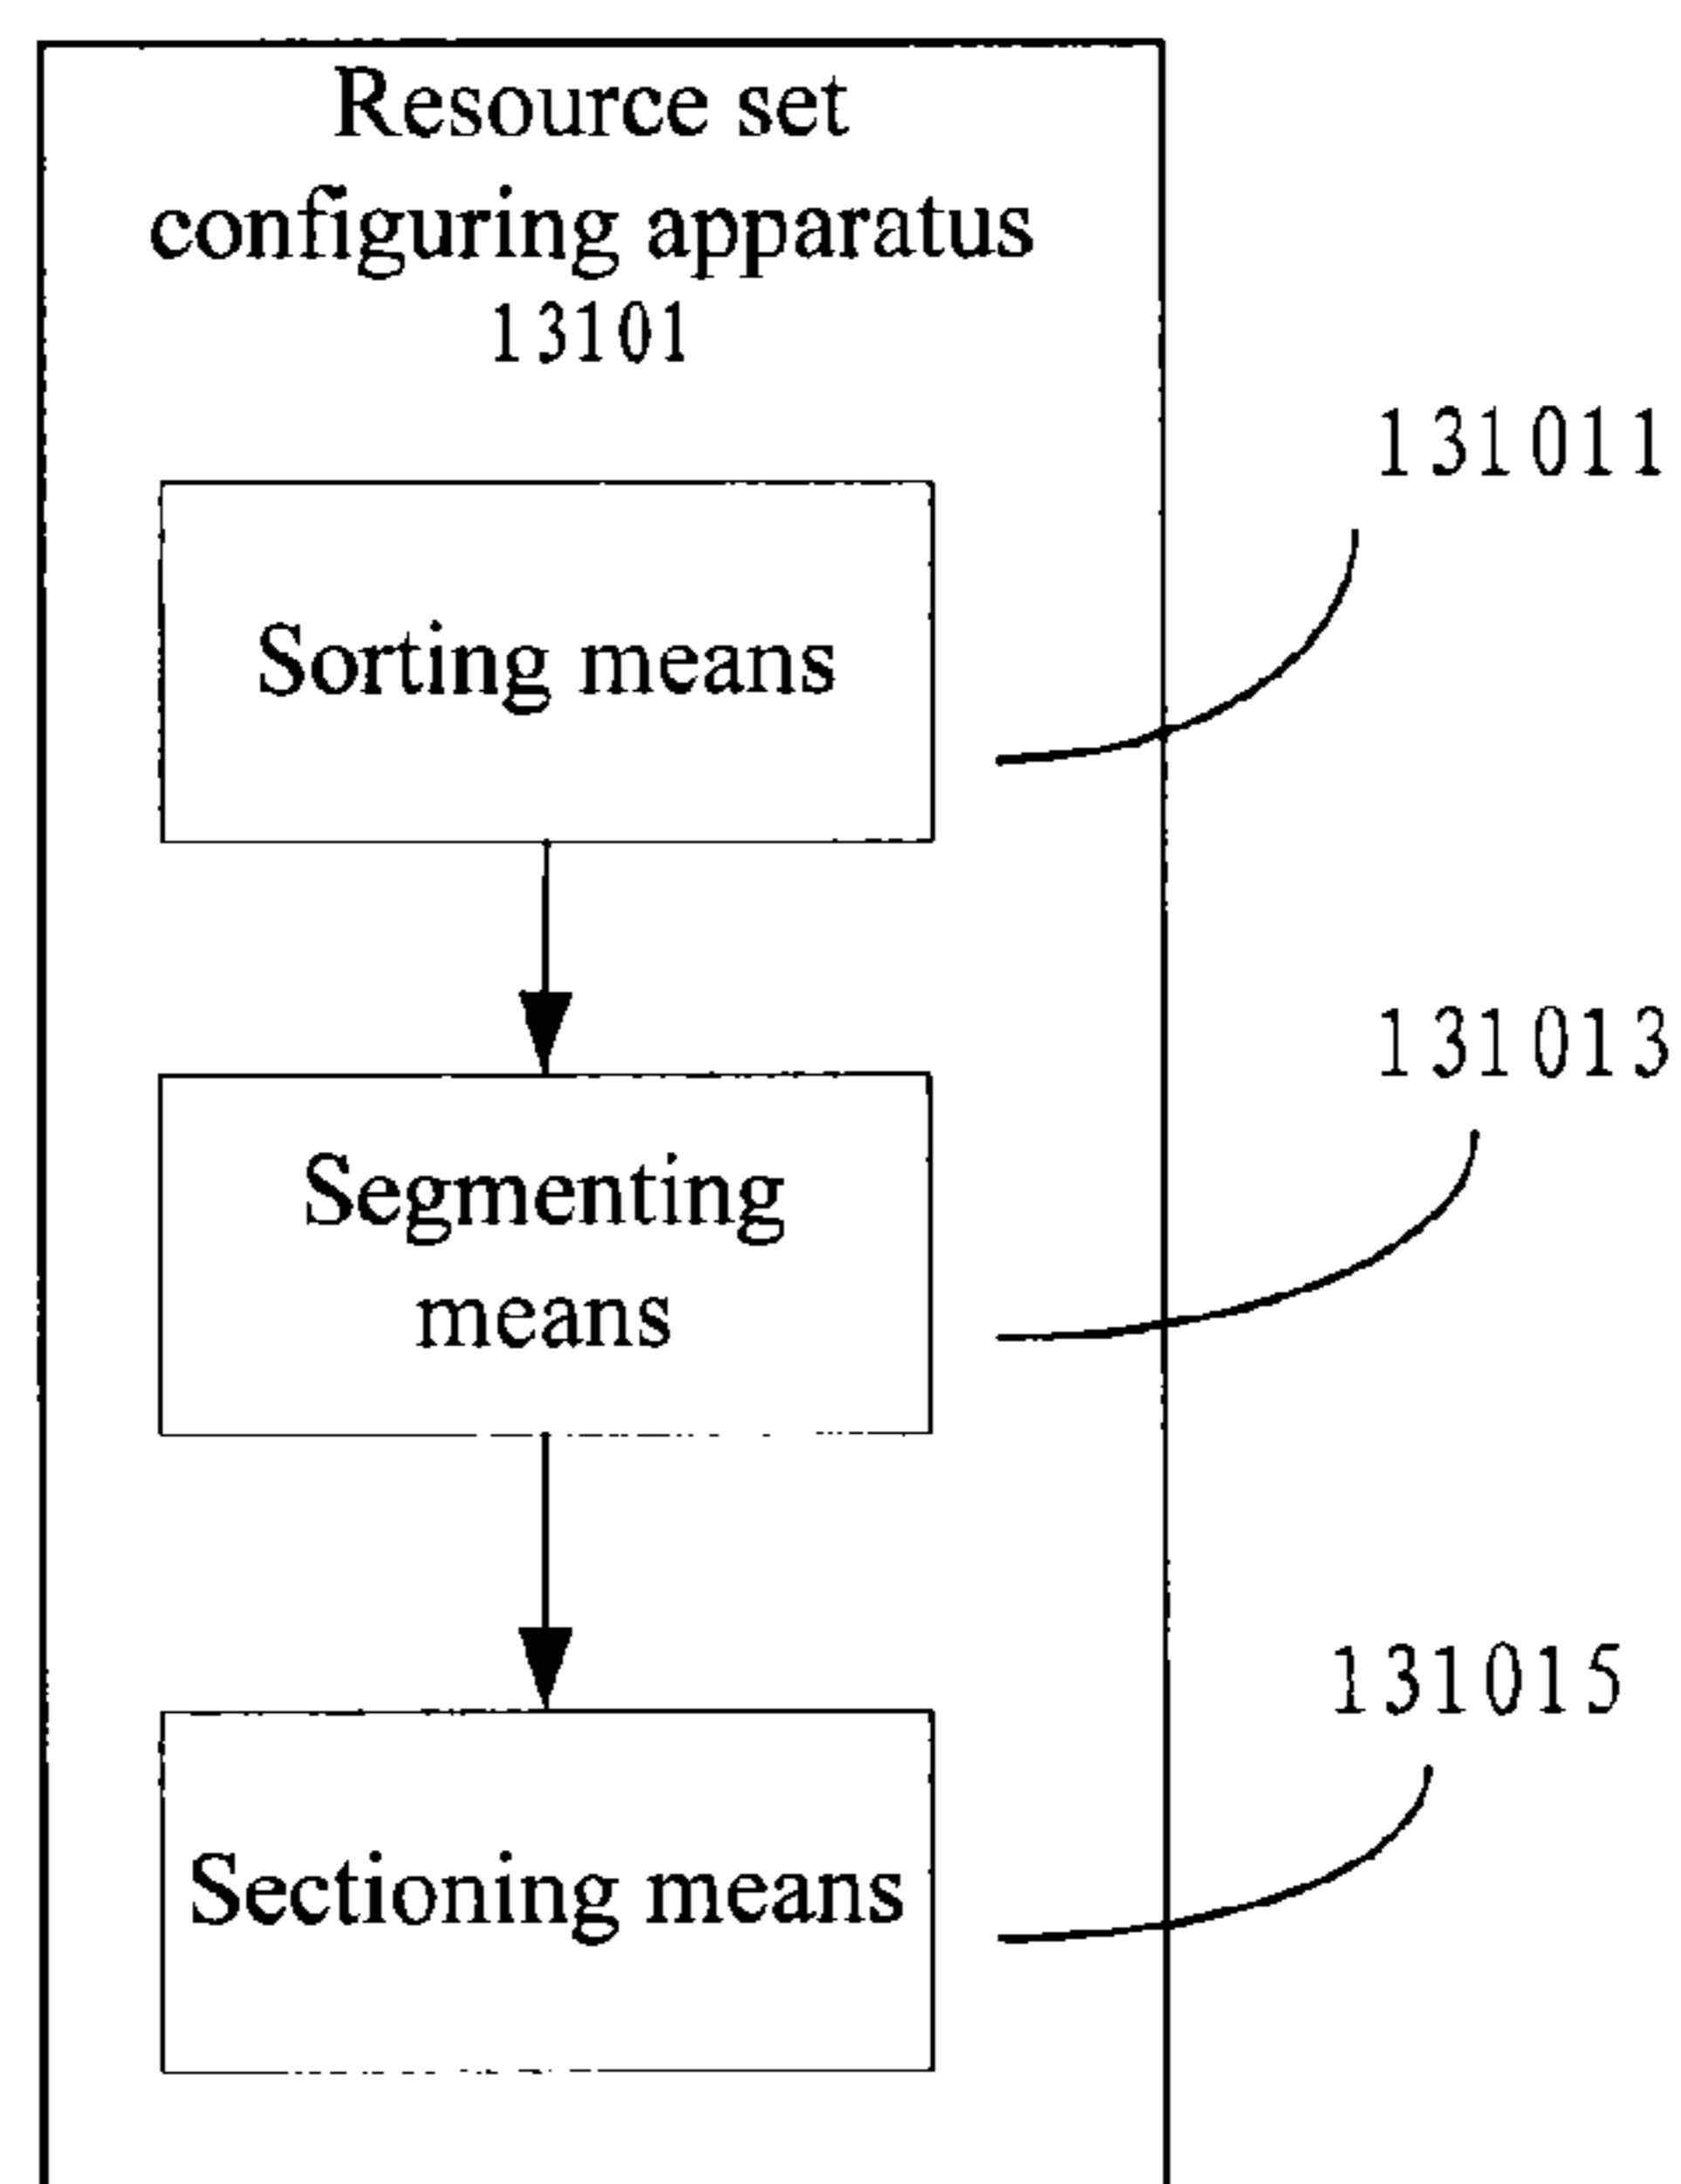 Resource set
configuring apparatus
13101
131011
Sorting means
131013
Segmenting
means
131015
Sectioning means